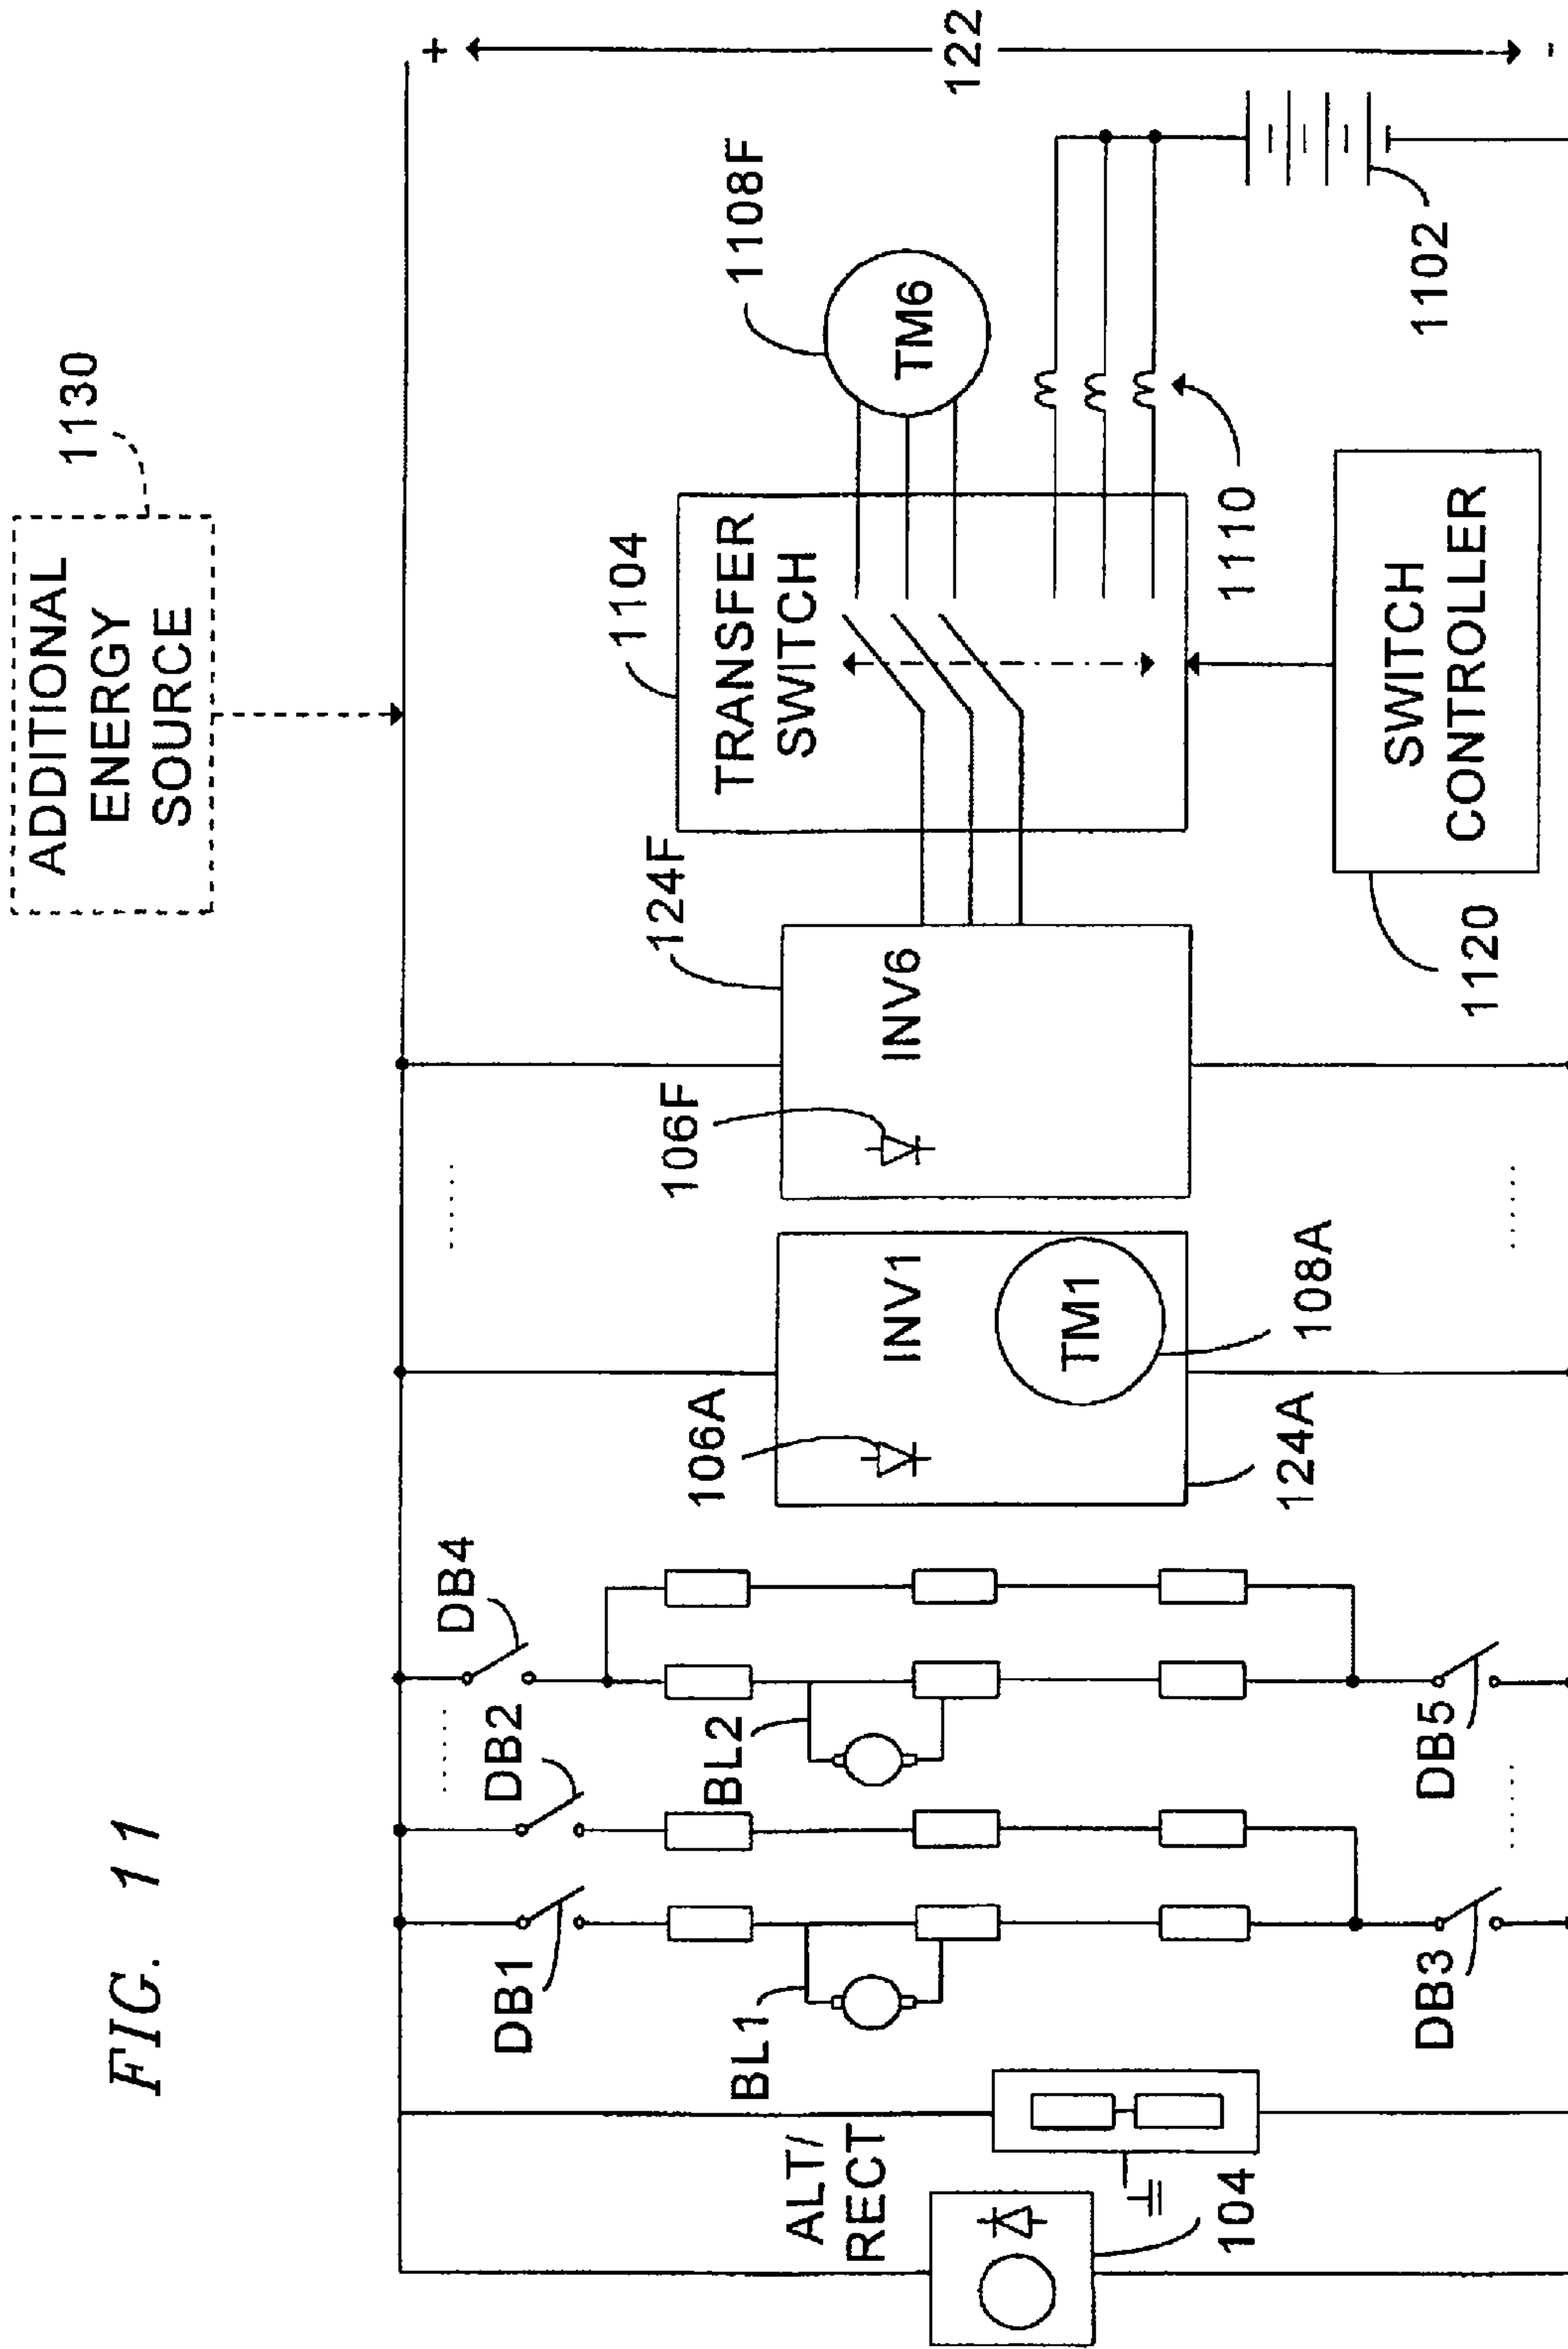 FIG. 11
ADDITIONAL
ENERGY
SOURCE
1130
+
122
-
DB4
DB2
DB1
BL2
BL1
DB5
DB3
ALT/
RECT
104
106A
INV1
TM1
108A
124A
106F
INV6
124F
TRANSFER
SWITCH
1104
TM6
1108F
1110
1102
SWITCH
CONTROLLER
1120